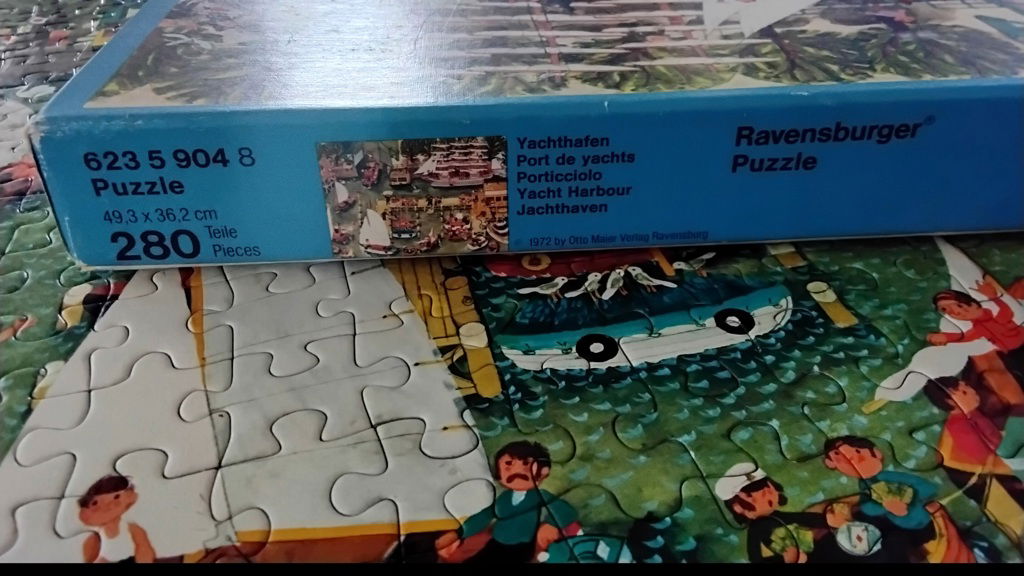 623 5 904 8
Puzzle
49,3 x 36,2 cm
280 Teile
Pieces
Yachthafen
Port de yachts
Porticciolo
Yacht Harbour
Jachthaven
© 1972 by Otto Maier Verlag Ravensburg
Ravensburger®
Puzzle